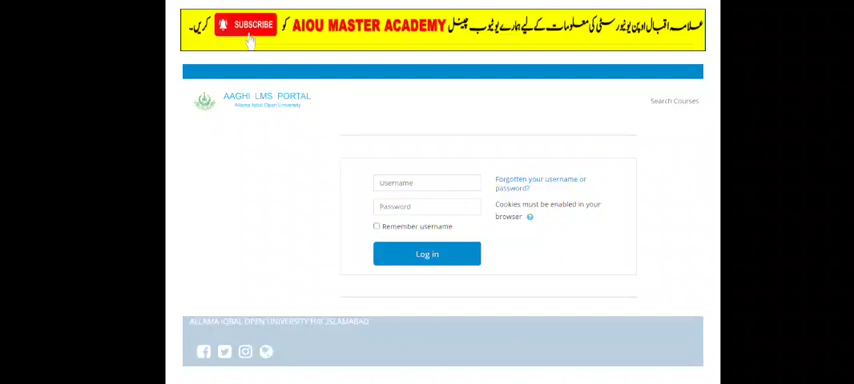 علامہ اقبال اوپن یونیورسٹی کی معلومات کے لیے ہمارے یوٹیوب چینل AIOU MASTER ACADEMY کو SUBSCRIBE کریں۔
AAGHI LMS PORTAL
Allama Iqbal Open University
Search Courses
Username
Forgotten your username or
password?
Password
Cookies must be enabled in your
browser
Remember username
Log in
ALLAMA IQBAL OPEN UNIVERSITY H/8, ISLAMABAD